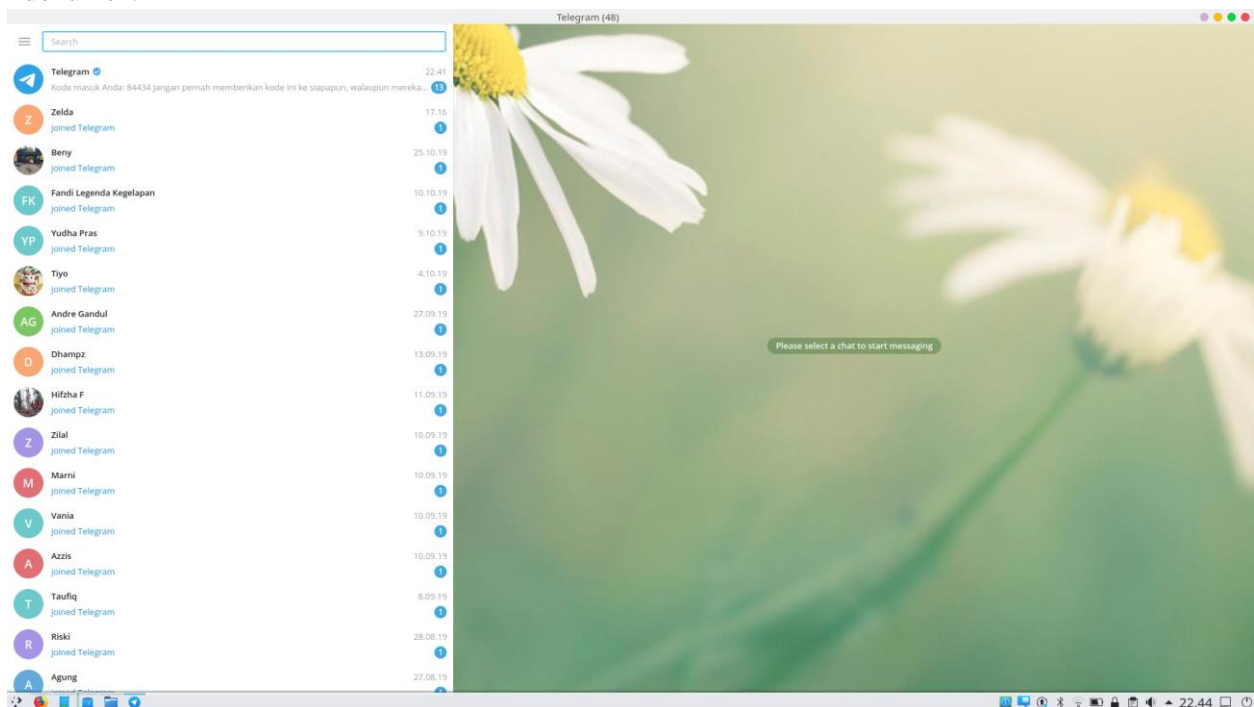 Telegram (48)
Search
Telegram 22.41
Kode masuk Anda: 84434 Jangan pernah memberikan kode ini ke siapapun, walaupun mereka... 13
Z Zelda 17.16
joined Telegram 1
Beny 25.10.19
joined Telegram 1
FK Fandi Legenda Kegelapan 10.10.19
joined Telegram 1
YP Yudha Pras 9.10.19
joined Telegram 1
Tiyo 4.10.19
joined Telegram 1
AG Andre Gandul 27.09.19
joined Telegram 1
D Dhampz 13.09.19
joined Telegram 1
Hifzha F 11.09.19
joined Telegram 1
Z Zilal 10.09.19
joined Telegram 1
M Marni 10.09.19
joined Telegram 1
V Vania 10.09.19
joined Telegram 1
A Azzis 10.09.19
joined Telegram 1
T Taufiq 8.09.19
joined Telegram 1
R Riski 28.08.19
joined Telegram 1
A Agung 27.08.19
Please select a chat to start messaging
22.44